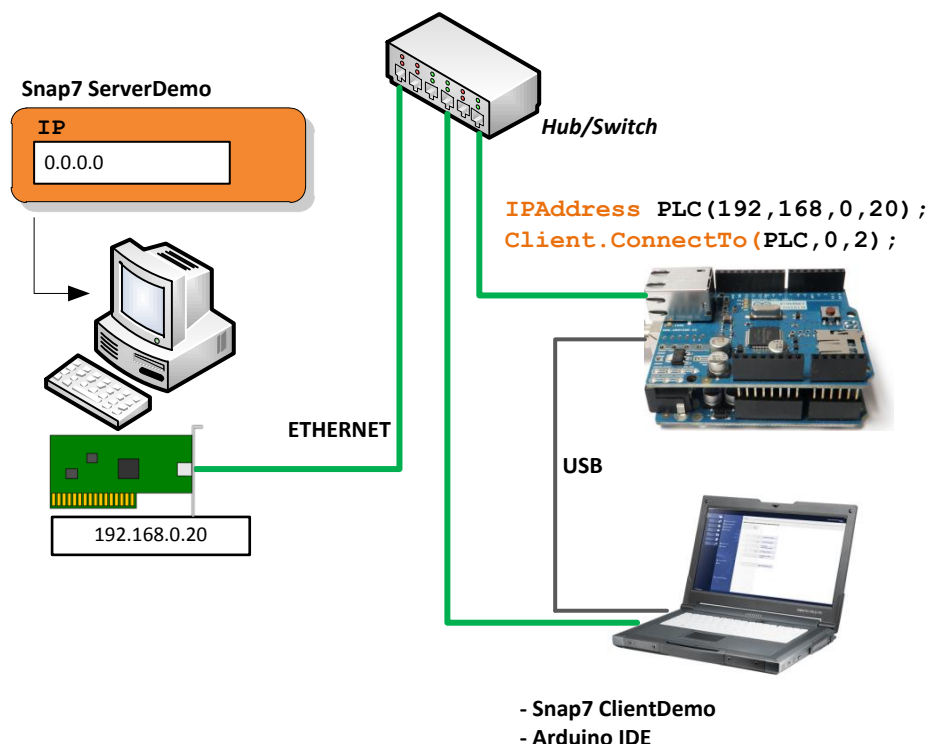 Snap7 ServerDemo
IP
0.0.0.0
Hub/Switch
IPAddress PLC(192,168,0,20);
Client.ConnectTo(PLC,0,2);
ETHERNET
USB
192.168.0.20
- Snap7 ClientDemo
- Arduino IDE